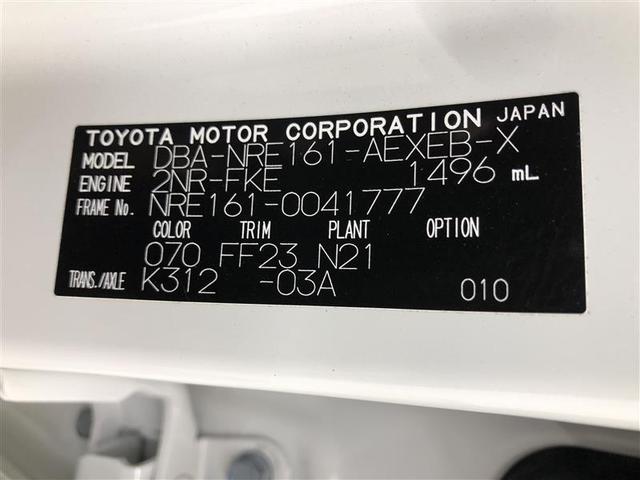 TOYOTA MOTOR CORPORATION JAPAN
MODEL DBA-NRE161-AEXEB-X
ENGINE 2NR-FKE 1496 mL
FRAME No. NRE161-0041777
COLOR TRIM PLANT OPTION
070 FF23 N21
TRANS./AXLE K312 -03A 010